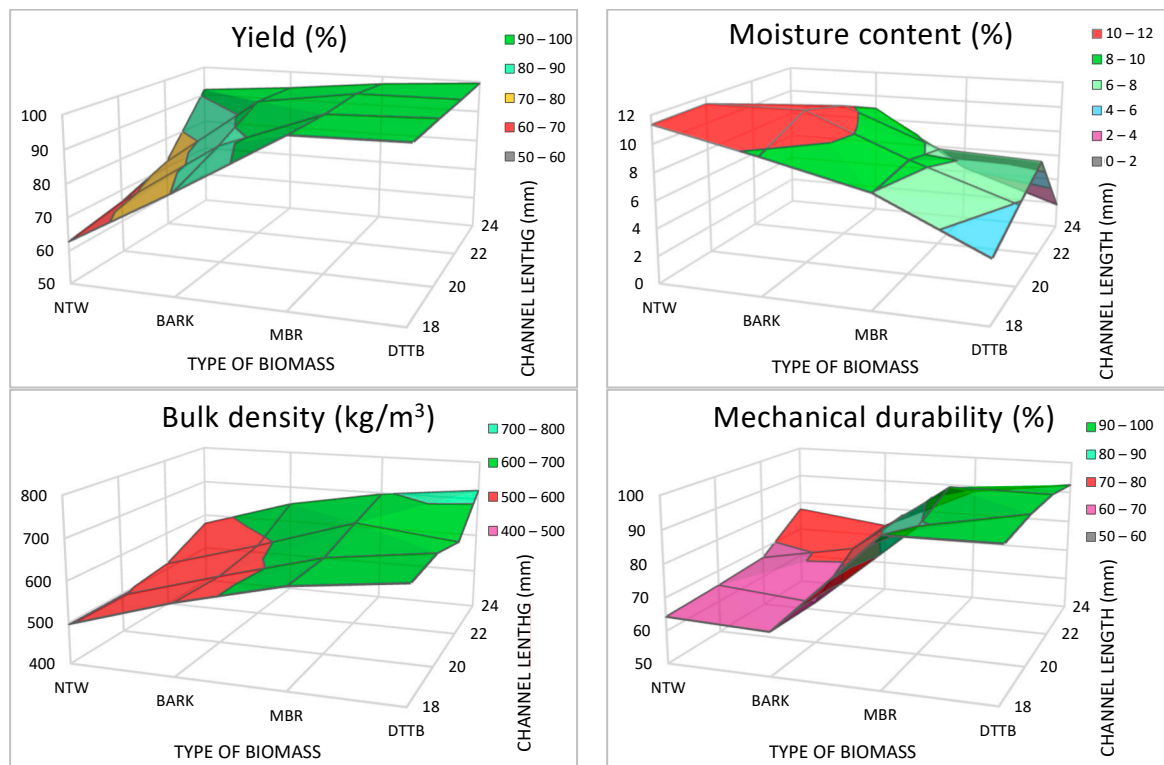 Yield (%)
90 – 100
80 – 90
70 – 80
60 – 70
50 – 60
100
90
80
70
60
50
NTW
BARK
MBR
DTTB
18
20
22
24
TYPE OF BIOMASS
CHANNEL LENTHG (mm)
Moisture content (%)
10 – 12
8 – 10
6 – 8
4 – 6
2 – 4
0 – 2
12
10
8
6
4
2
0
NTW
BARK
MBR
DTTB
18
20
22
24
TYPE OF BIOMASS
CHANNEL LENGTH (mm)
Bulk density (kg/m³)
700 – 800
600 – 700
500 – 600
400 – 500
800
700
600
500
400
NTW
BARK
MBR
DTTB
18
20
22
24
TYPE OF BIOMASS
CHANNEL LENTHG (mm)
Mechanical durability (%)
90 – 100
80 – 90
70 – 80
60 – 70
50 – 60
100
90
80
70
60
50
NTW
BARK
MBR
DTTB
18
20
22
24
TYPE OF BIOMASS
CHANNEL LENGTH (mm)